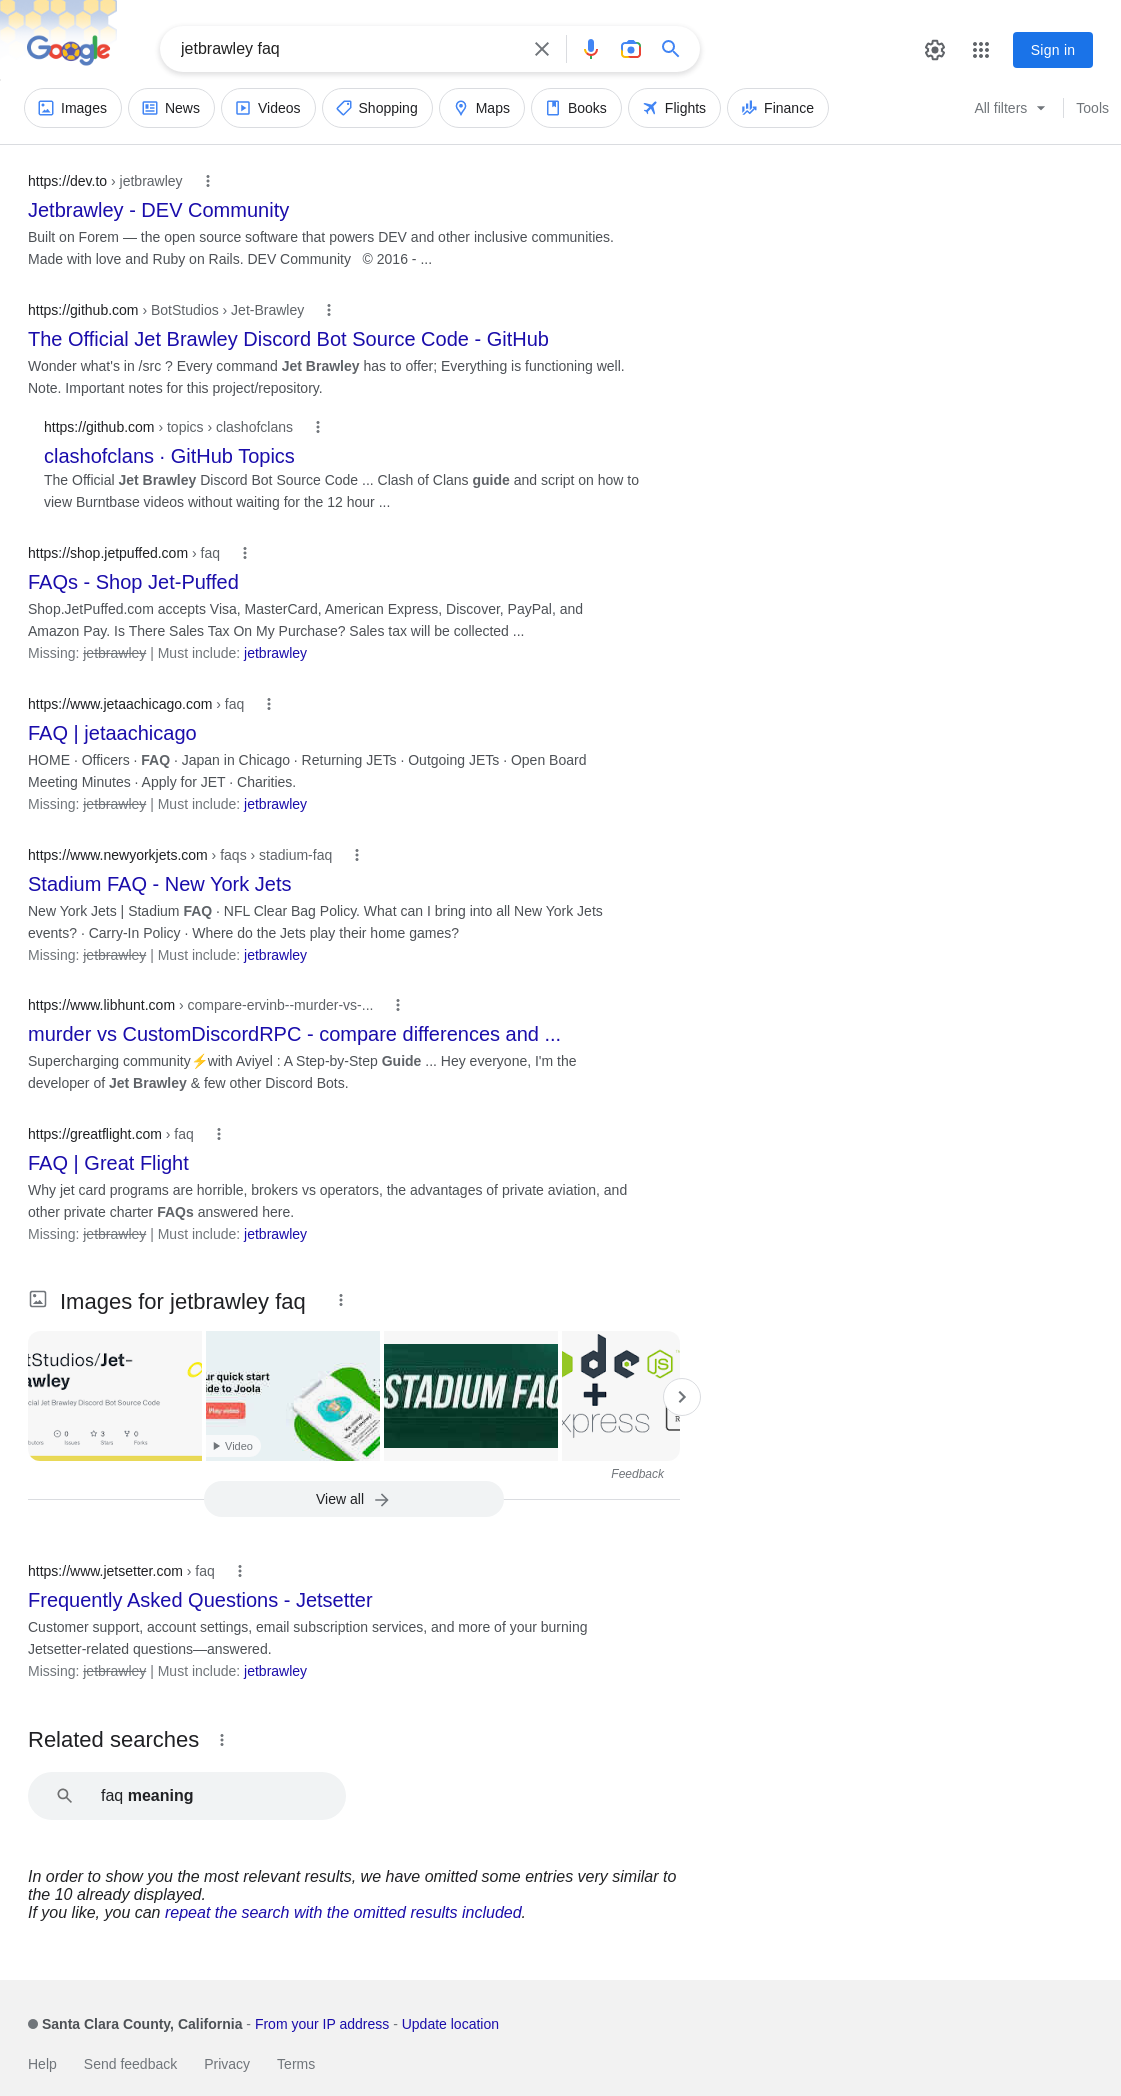 Google
jetbrawley faq
Sign in
Images
News
Videos
Shopping
Maps
Books
Flights
Finance
All filters
Tools
https://dev.to › jetbrawley
Jetbrawley - DEV Community
Built on Forem — the open source software that powers DEV and other inclusive communities.
Made with love and Ruby on Rails. DEV Community © 2016 - ...
https://github.com › BotStudios › Jet-Brawley
The Official Jet Brawley Discord Bot Source Code - GitHub
Wonder what's in /src ? Every command Jet Brawley has to offer; Everything is functioning well.
Note. Important notes for this project/repository.
https://github.com › topics › clashofclans
clashofclans · GitHub Topics
The Official Jet Brawley Discord Bot Source Code ... Clash of Clans guide and script on how to
view Burntbase videos without waiting for the 12 hour ...
https://shop.jetpuffed.com › faq
FAQs - Shop Jet-Puffed
Shop.JetPuffed.com accepts Visa, MasterCard, American Express, Discover, PayPal, and
Amazon Pay. Is There Sales Tax On My Purchase? Sales tax will be collected ...
Missing: jetbrawley | Must include: jetbrawley
https://www.jetaachicago.com › faq
FAQ | jetaachicago
HOME · Officers · FAQ · Japan in Chicago · Returning JETs · Outgoing JETs · Open Board
Meeting Minutes · Apply for JET · Charities.
Missing: jetbrawley | Must include: jetbrawley
https://www.newyorkjets.com › faqs › stadium-faq
Stadium FAQ - New York Jets
New York Jets | Stadium FAQ · NFL Clear Bag Policy. What can I bring into all New York Jets
events? · Carry-In Policy · Where do the Jets play their home games?
Missing: jetbrawley | Must include: jetbrawley
https://www.libhunt.com › compare-ervinb--murder-vs-...
murder vs CustomDiscordRPC - compare differences and ...
Supercharging community⚡with Aviyel : A Step-by-Step Guide ... Hey everyone, I'm the
developer of Jet Brawley & few other Discord Bots.
https://greatflight.com › faq
FAQ | Great Flight
Why jet card programs are horrible, brokers vs operators, the advantages of private aviation, and
other private charter FAQs answered here.
Missing: jetbrawley | Must include: jetbrawley
Images for jetbrawley faq
tStudios/Jet-
awley
cial Jet Brawley Discord Bot Source Code
0
3
0
Issues
Stars
Forks
ur quick start
ide to Joola
Play video
Video
STADIUM FAQ
de
JS
+
xpress
Feedback
View all
https://www.jetsetter.com › faq
Frequently Asked Questions - Jetsetter
Customer support, account settings, email subscription services, and more of your burning
Jetsetter-related questions—answered.
Missing: jetbrawley | Must include: jetbrawley
Related searches
faq meaning
In order to show you the most relevant results, we have omitted some entries very similar to
the 10 already displayed.
If you like, you can repeat the search with the omitted results included.
Santa Clara County, California - From your IP address - Update location
Help
Send feedback
Privacy
Terms